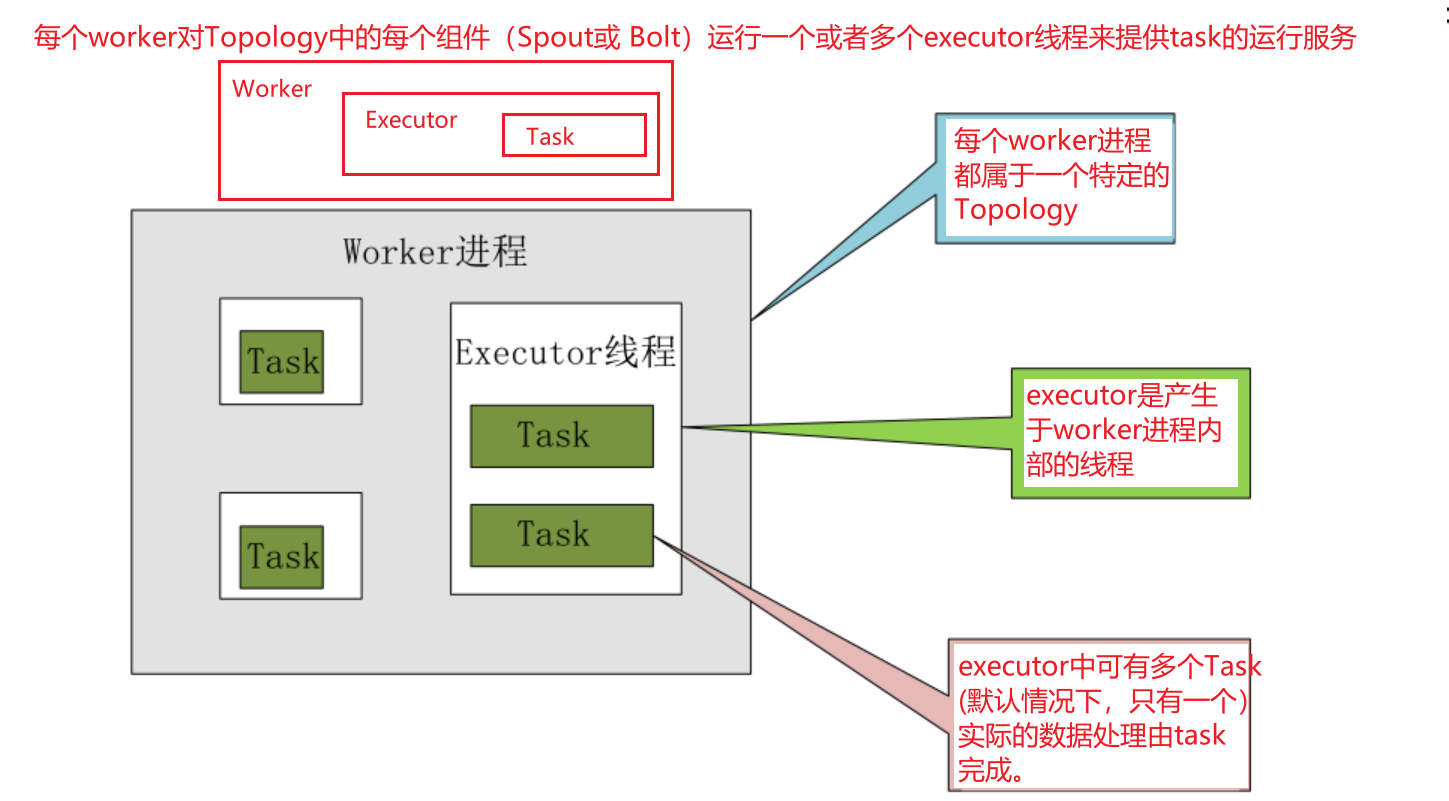 每个worker对Topology中的每个组件（Spout或 Bolt）运行一个或者多个executor线程来提供task的运行服务
Worker
Executor
Task
每个worker进程
都属于一个特定的
Topology
Worker进程
Task
Executor线程
Task
executor是产生
于worker进程内
部的线程
Task
Task
executor中可有多个Task
(默认情况下，只有一个)
实际的数据处理由task
完成。